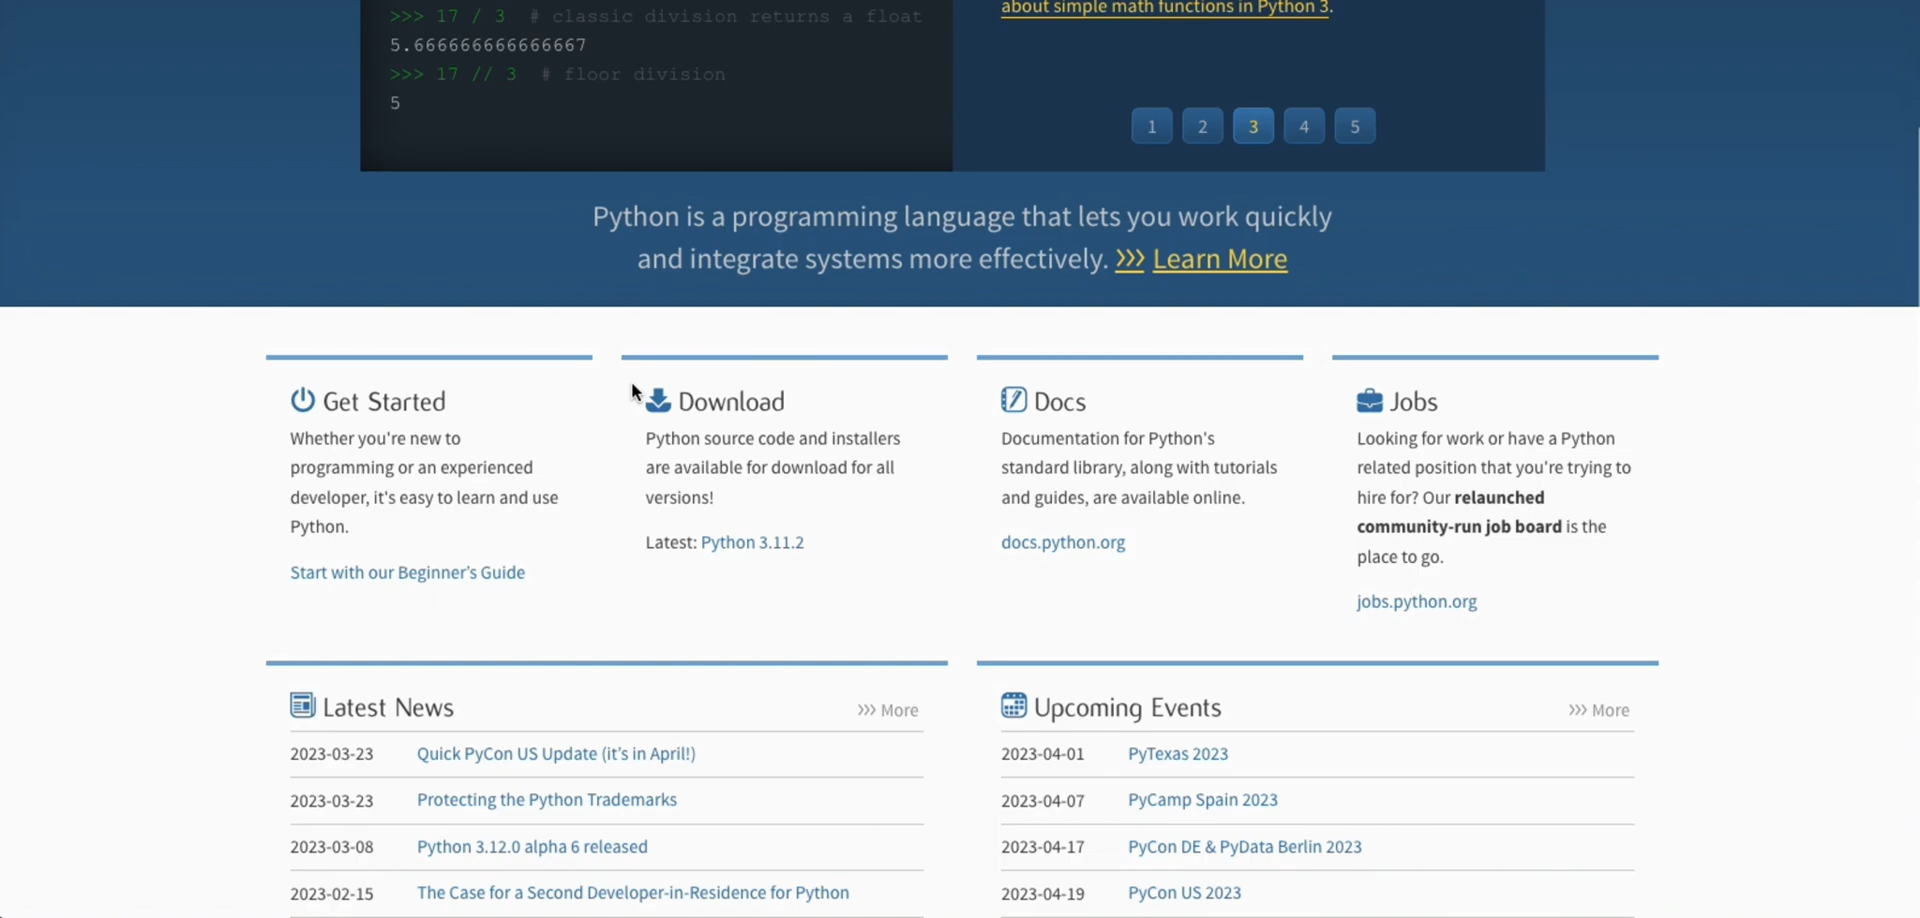 >>> 17 / 3  # classic division returns a float
5.666666666666667
>>> 17 // 3  # floor division
5
about simple math functions in Python 3.
1 2 3 4 5
Python is a programming language that lets you work quickly
and integrate systems more effectively. >>> Learn More
Get Started
Whether you're new to
programming or an experienced
developer, it's easy to learn and use
Python.
Start with our Beginner’s Guide
Download
Python source code and installers
are available for download for all
versions!
Latest: Python 3.11.2
Docs
Documentation for Python's
standard library, along with tutorials
and guides, are available online.
docs.python.org
Jobs
Looking for work or have a Python
related position that you're trying to
hire for? Our relaunched
community-run job board is the
place to go.
jobs.python.org
Latest News
>>> More
2023-03-23 Quick PyCon US Update (it’s in April!)
2023-03-23 Protecting the Python Trademarks
2023-03-08 Python 3.12.0 alpha 6 released
2023-02-15 The Case for a Second Developer-in-Residence for Python
Upcoming Events
>>> More
2023-04-01 PyTexas 2023
2023-04-07 PyCamp Spain 2023
2023-04-17 PyCon DE & PyData Berlin 2023
2023-04-19 PyCon US 2023